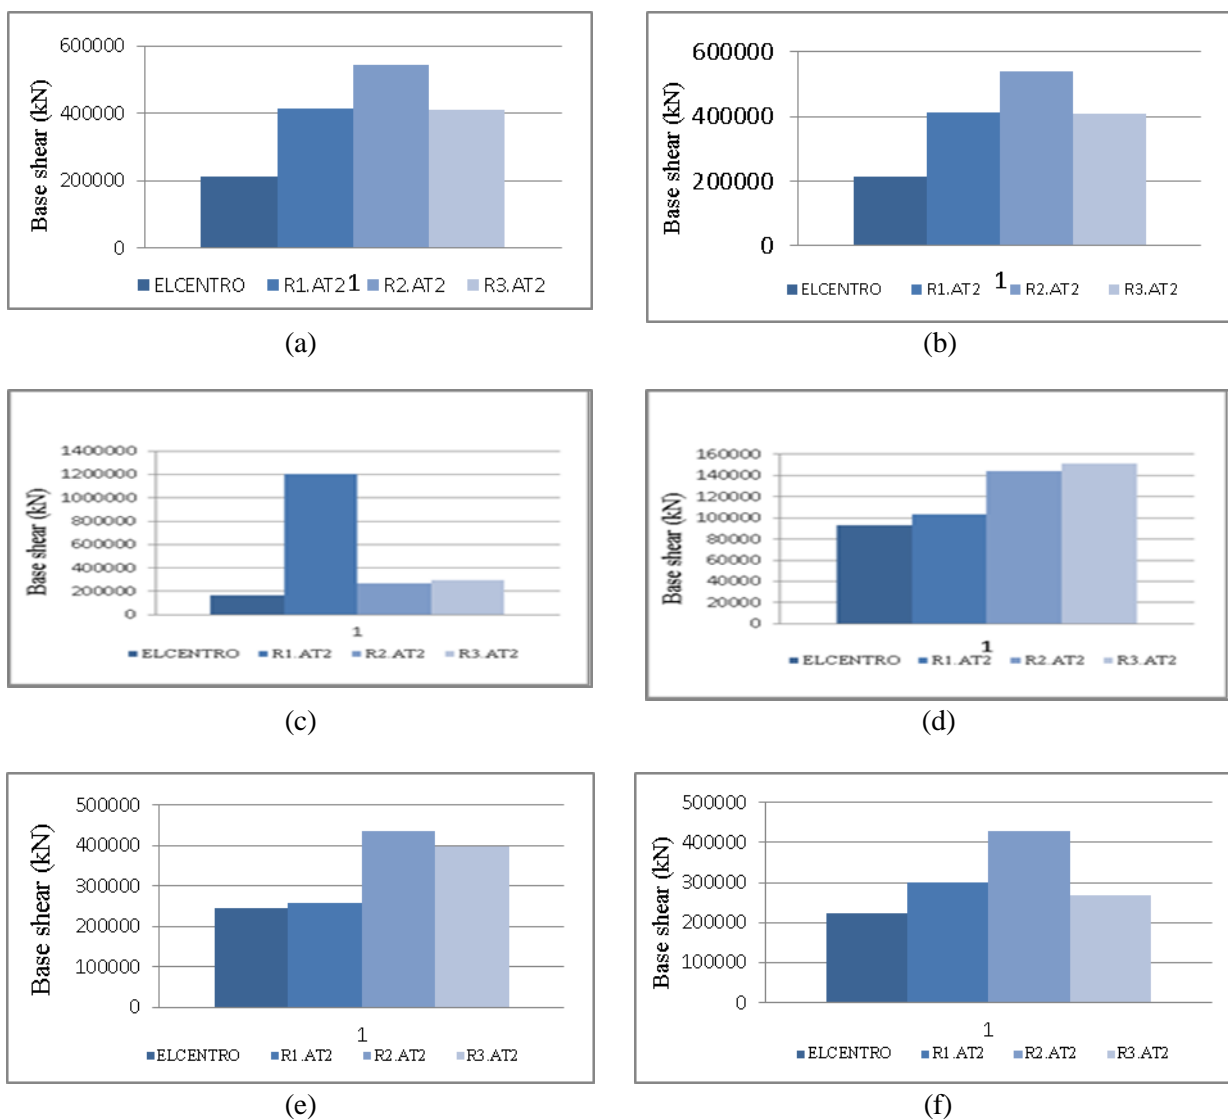 Base shear (kN)
600000
400000
200000
0
1
ELCENTRO R1.AT2 R2.AT2 R3.AT2
(a)
Base shear (kN)
600000
400000
200000
0
1
ELCENTRO R1.AT2 R2.AT2 R3.AT2
(b)
Base shear (kN)
1400000
1200000
1000000
800000
600000
400000
200000
0
1
ELCENTRO R1.AT2 R2.AT2 R3.AT2
(c)
Base shear (kN)
160000
140000
120000
100000
80000
60000
40000
20000
0
1
ELCENTRO R1.AT2 R2.AT2 R3.AT2
(d)
Base shear (kN)
500000
400000
300000
200000
100000
0
1
ELCENTRO R1.AT2 R2.AT2 R3.AT2
(e)
Base shear (kN)
500000
400000
300000
200000
100000
0
1
ELCENTRO R1.AT2 R2.AT2 R3.AT2
(f)